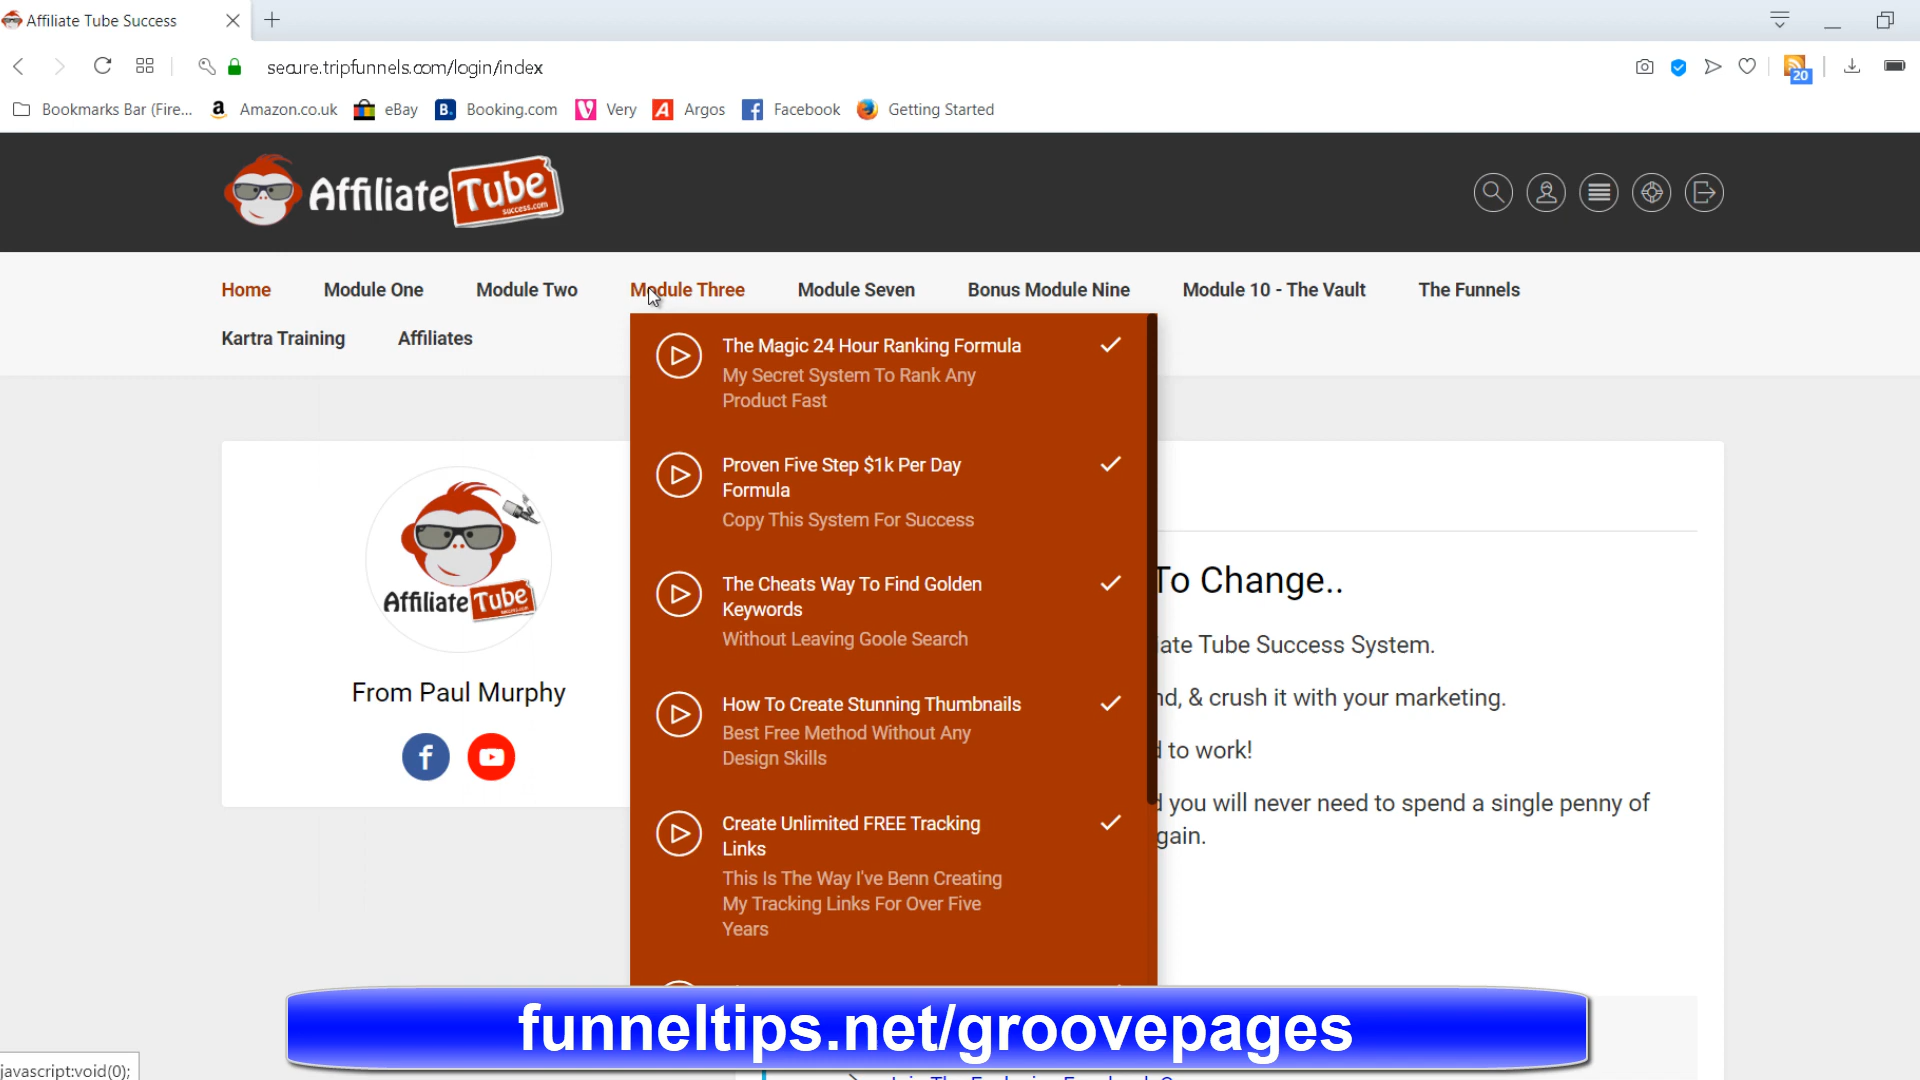 Affiliate Tube Success
secure.tripfunnels.com/login/index
20
Bookmarks Bar (Fire...
Amazon.co.uk
eBay
Booking.com
Very
Argos
Facebook
Getting Started
Affiliate Tube
success.com
Home
Module One
Module Two
Module Three
Module Seven
Bonus Module Nine
Module 10 - The Vault
The Funnels
Kartra Training
Affiliates
The Magic 24 Hour Ranking Formula
My Secret System To Rank Any
Product Fast
Proven Five Step $1k Per Day
Formula
Copy This System For Success
The Cheats Way To Find Golden
Keywords
Without Leaving Goole Search
How To Create Stunning Thumbnails
Best Free Method Without Any
Design Skills
Create Unlimited FREE Tracking
Links
This Is The Way I've Benn Creating
My Tracking Links For Over Five
Years
Affiliate Tube
From Paul Murphy
To Change..
iate Tube Success System.
nd, & crush it with your marketing.
d to work!
d you will never need to spend a single penny of
gain.
funneltips.net/groovepages
javascript:void(0);